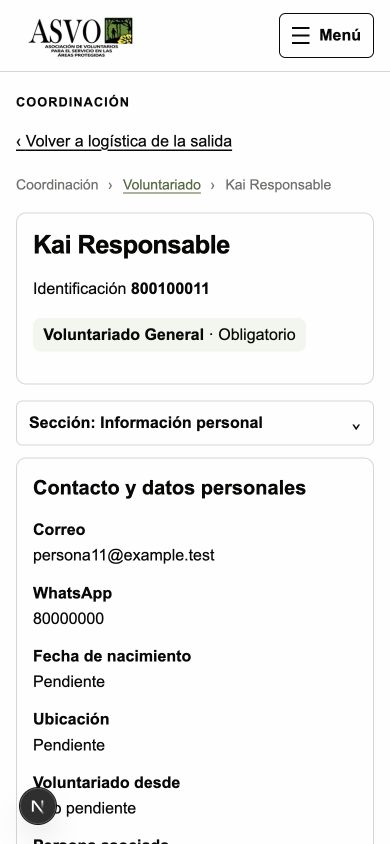 ASVO
ASOCIACIÓN DE VOLUNTARIOS
PARA EL SERVICIO EN LAS
ÁREAS PROTEGIDAS
Menú
COORDINACIÓN
‹ Volver a logística de la salida
Coordinación › Voluntariado › Kai Responsable
Kai Responsable
Identificación 800100011
Voluntariado General · Obligatorio
Sección: Información personal
Contacto y datos personales
Correo
persona11@example.test
WhatsApp
80000000
Fecha de nacimiento
Pendiente
Ubicación
Pendiente
Voluntariado desde
N
pendiente
Persona asociada